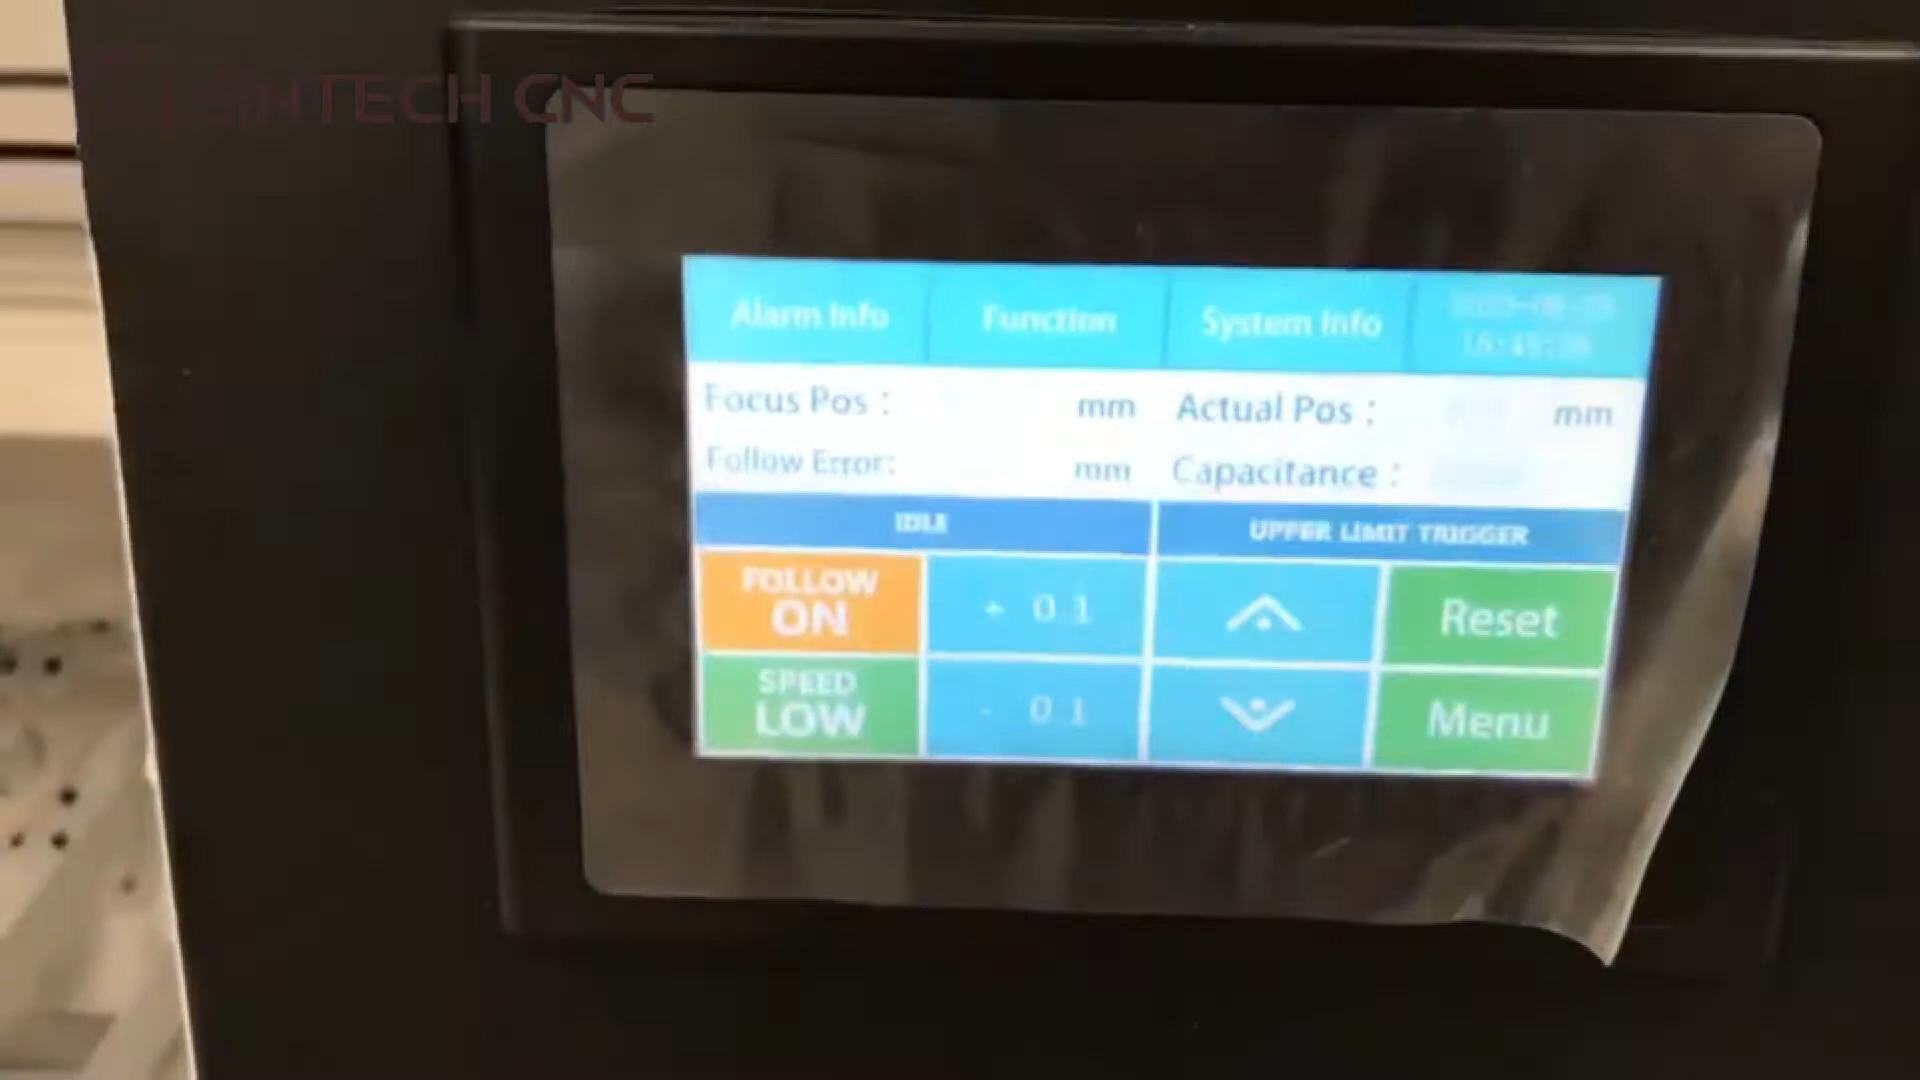 TECH CNC
Alarm Info Function System Info
Focus Pos : mm Actual Pos : mm
Follow Error: mm Capacitance :
IDLE UPPER LIMIT TRIGGER
FOLLOW
ON
+ 0 1
Reset
SPEED
LOW
- 0 1
Menu